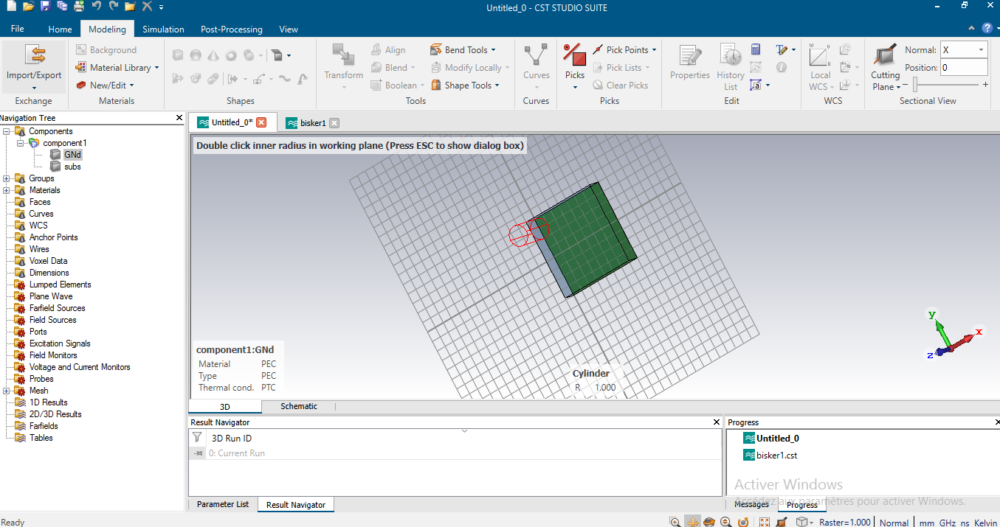 Untitled_0 - CST STUDIO SUITE
File Home Modeling Simulation Post-Processing View
Import/Export
Exchange
Background
Material Library
New/Edit
Materials
Shapes
Transform
Align
Blend
Boolean
Bend Tools
Modify Locally
Shape Tools
Tools
Curves
Curves
Picks
Pick Points
Pick Lists
Clear Picks
Picks
Properties
History List
Edit
Local WCS
WCS
Cutting Plane
Normal: X
Position: 0
Sectional View
Navigation Tree
Components
component1
GNd
subs
Groups
Materials
Faces
Curves
WCS
Anchor Points
Wires
Voxel Data
Dimensions
Lumped Elements
Plane Wave
Farfield Sources
Field Sources
Ports
Excitation Signals
Field Monitors
Voltage and Current Monitors
Probes
Mesh
1D Results
2D/3D Results
Farfields
Tables
Untitled_0* bisker1
Double click inner radius in working plane (Press ESC to show dialog box)
y
x
z
component1:GNd
Material PEC
Type PEC
Thermal cond. PTC
Cylinder
R 1.000
3D Schematic
Result Navigator
3D Run ID
0: Current Run
Parameter List Result Navigator
Progress
Untitled_0
bisker1.cst
Activer Windows
Accédez aux paramètres pour activer Windows.
Messages Progress
Ready
Raster=1.000 Normal mm GHz ns Kelvin